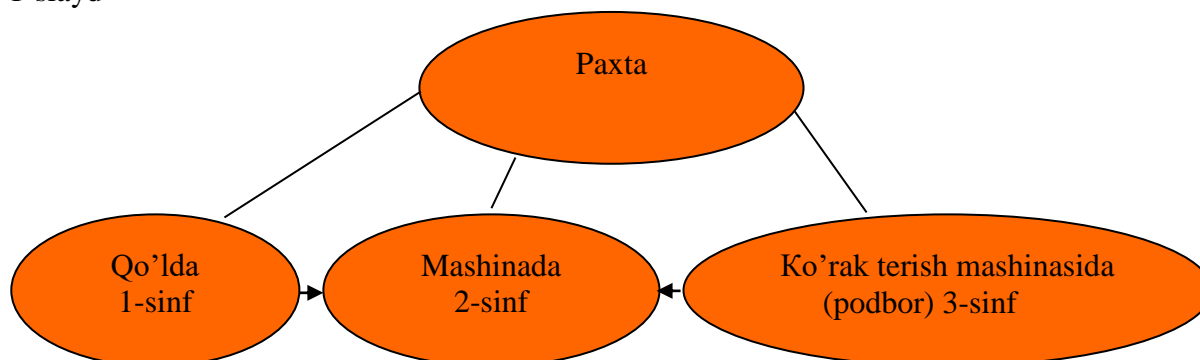 Paxta
Qo’lda
1-sinf
Mashinada
2-sinf
Ko’rak terish mashinasida
(podbor) 3-sinf